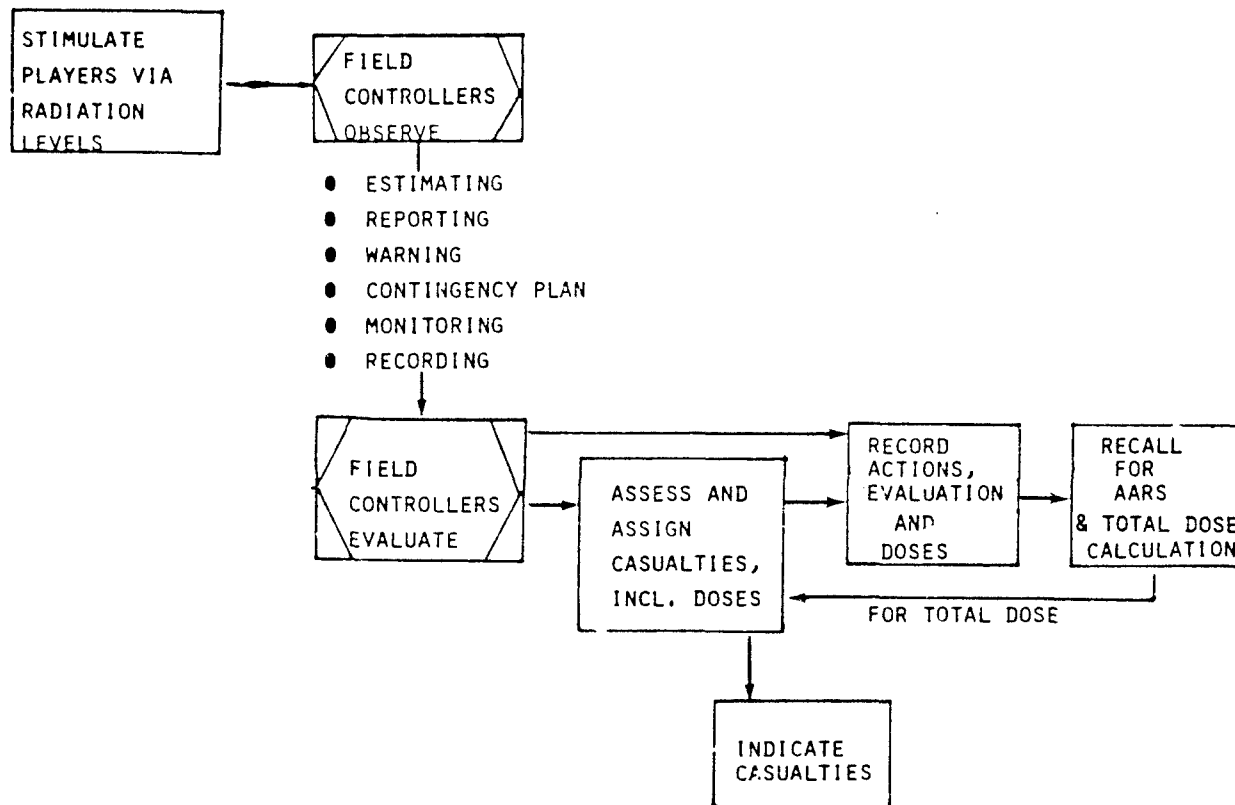 STIMULATE
PLAYERS VIA
RADIATION
LEVELS
FIELD
CONTROLLERS
OBSERVE
● ESTIMATING
● REPORTING
● WARNING
● CONTINGENCY PLAN
● MONITORING
● RECORDING
FIELD
CONTROLLERS
EVALUATE
ASSESS AND
ASSIGN
CASUALTIES,
INCL. DOSES
RECORD
ACTIONS,
EVALUATION
AND
DOSES
RECALL
FOR
AARS
& TOTAL DOSE
CALCULATION
FOR TOTAL DOSE
INDICATE
CASUALTIES